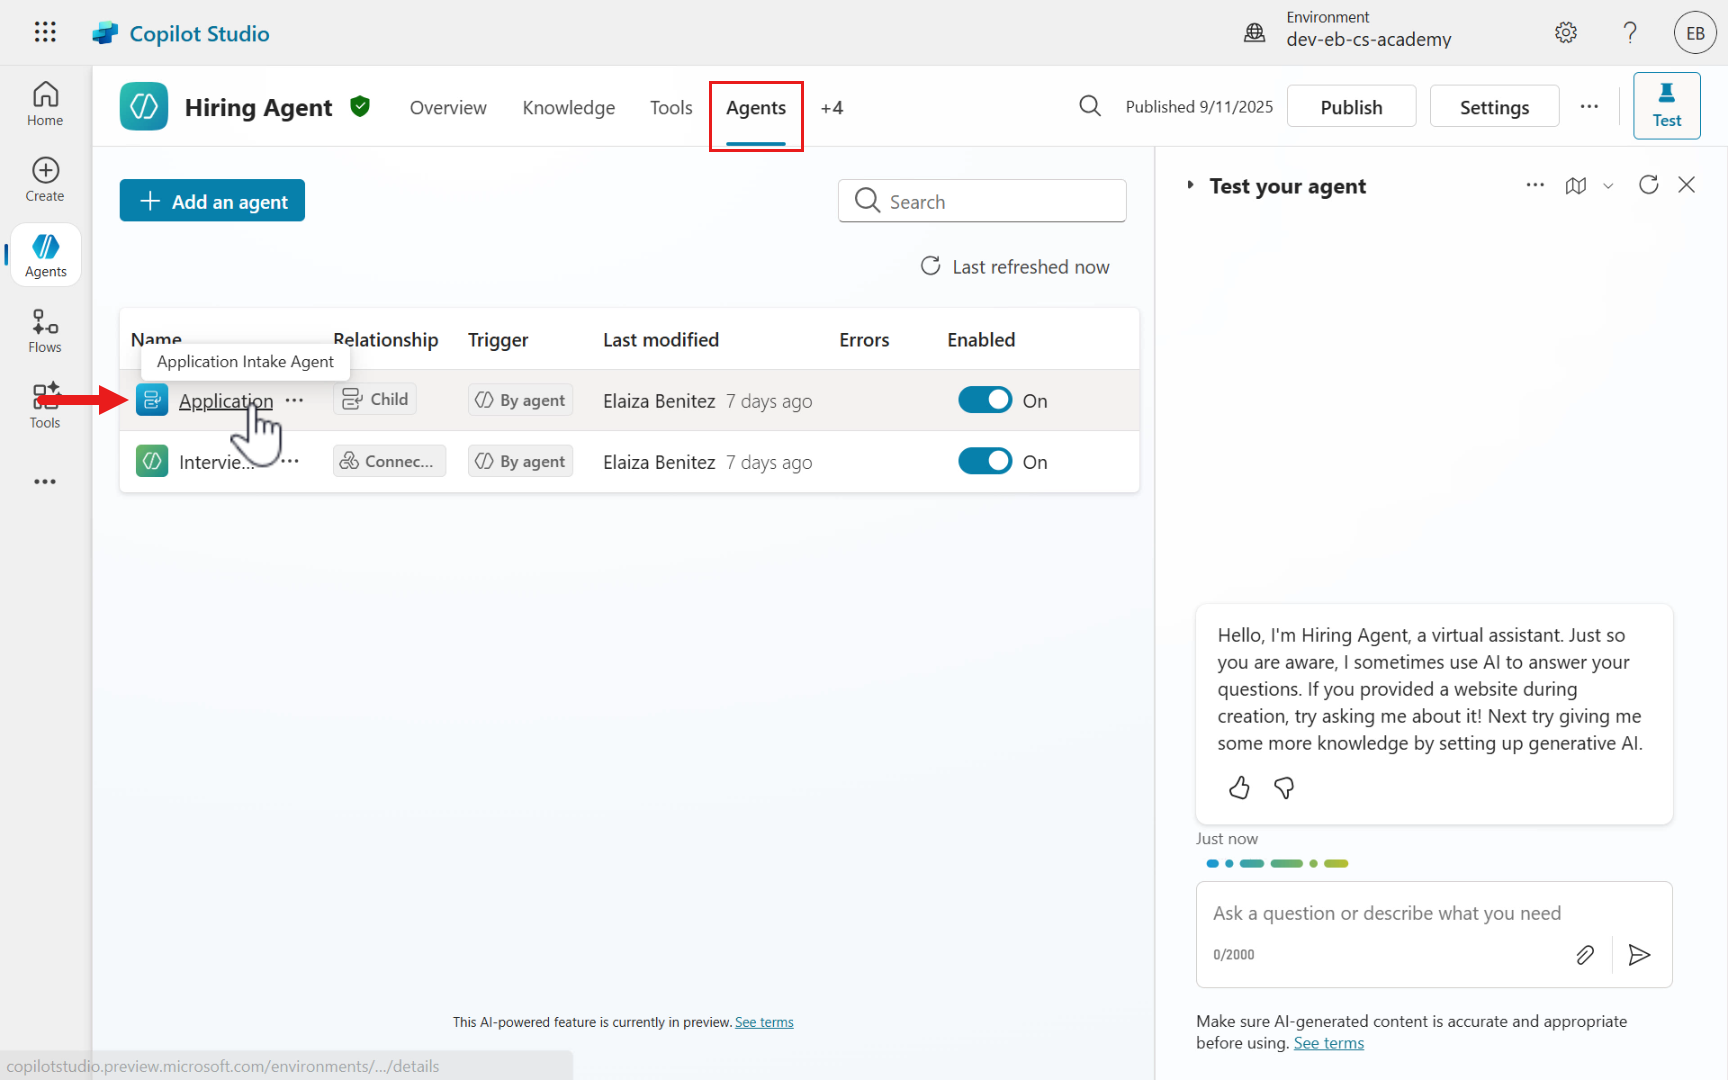 Copilot Studio
Environment
dev-eb-cs-academy
EB
Home
Create
Agents
Flows
Tools
Hiring Agent
Overview
Knowledge
Tools
Agents
+4
Published 9/11/2025
Publish
Settings
Test
Add an agent
Search
Last refreshed now
Name
Relationship
Trigger
Last modified
Errors
Enabled
Application Intake Agent
Application
Child
By agent
Elaiza Benitez 7 days ago
On
Intervie...
Connec...
By agent
Elaiza Benitez 7 days ago
On
This AI-powered feature is currently in preview. See terms
copilotstudio.preview.microsoft.com/environments/.../details
Test your agent
Hello, I'm Hiring Agent, a virtual assistant. Just so
you are aware, I sometimes use AI to answer your
questions. If you provided a website during
creation, try asking me about it! Next try giving me
some more knowledge by setting up generative AI.
Just now
Ask a question or describe what you need
0/2000
Make sure AI-generated content is accurate and appropriate
before using. See terms